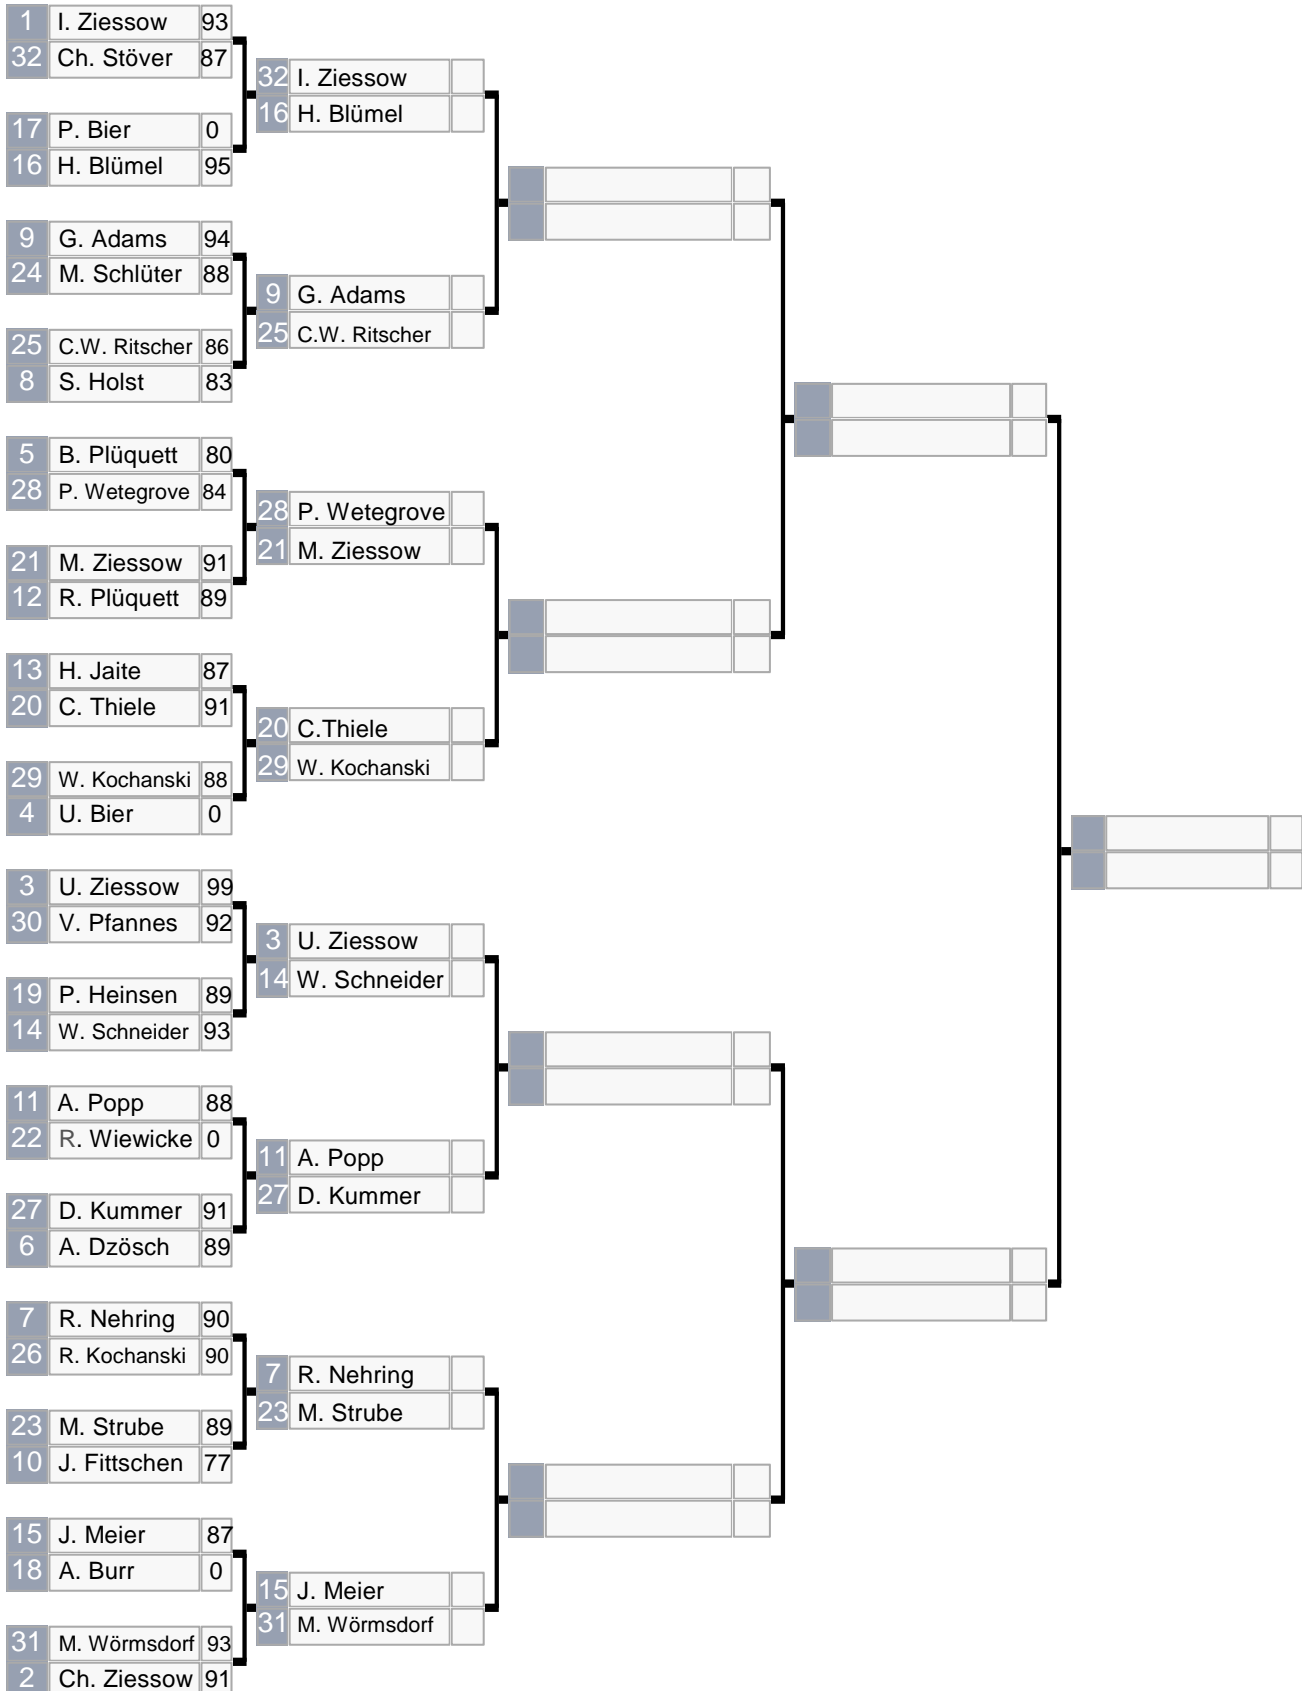 1 I. Ziessow 93
32 Ch. Stöver 87
32 I. Ziessow
16 H. Blümel
17 P. Bier 0
16 H. Blümel 95
9 G. Adams 94
24 M. Schlüter 88
9 G. Adams
25 C.W. Ritscher
25 C.W. Ritscher 86
8 S. Holst 83
5 B. Plüquett 80
28 P. Wetegrove 84
28 P. Wetegrove
21 M. Ziessow
21 M. Ziessow 91
12 R. Plüquett 89
13 H. Jaite 87
20 C. Thiele 91
20 C.Thiele
29 W. Kochanski
29 W. Kochanski 88
4 U. Bier 0
3 U. Ziessow 99
30 V. Pfannes 92
3 U. Ziessow
14 W. Schneider
19 P. Heinsen 89
14 W. Schneider 93
11 A. Popp 88
22 R. Wiewicke 0
11 A. Popp
27 D. Kummer
27 D. Kummer 91
6 A. Dzösch 89
7 R. Nehring 90
26 R. Kochanski 90
7 R. Nehring
23 M. Strube
23 M. Strube 89
10 J. Fittschen 77
15 J. Meier 87
18 A. Burr 0
15 J. Meier
31 M. Wörmsdorf
31 M. Wörmsdorf 93
2 Ch. Ziessow 91